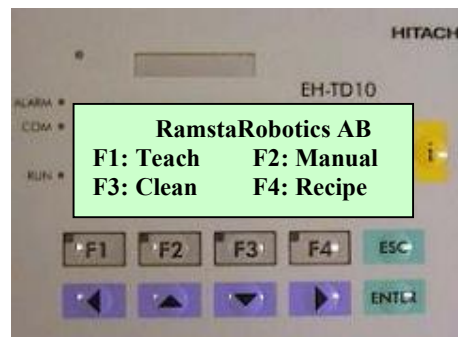 HITACH
EH-TD10
ALARM
COM
RUN
RamstaRobotics AB
F1: Teach F2: Manual
F3: Clean F4: Recipe
i
F1 F2 F3 F4 ESC
ENTER